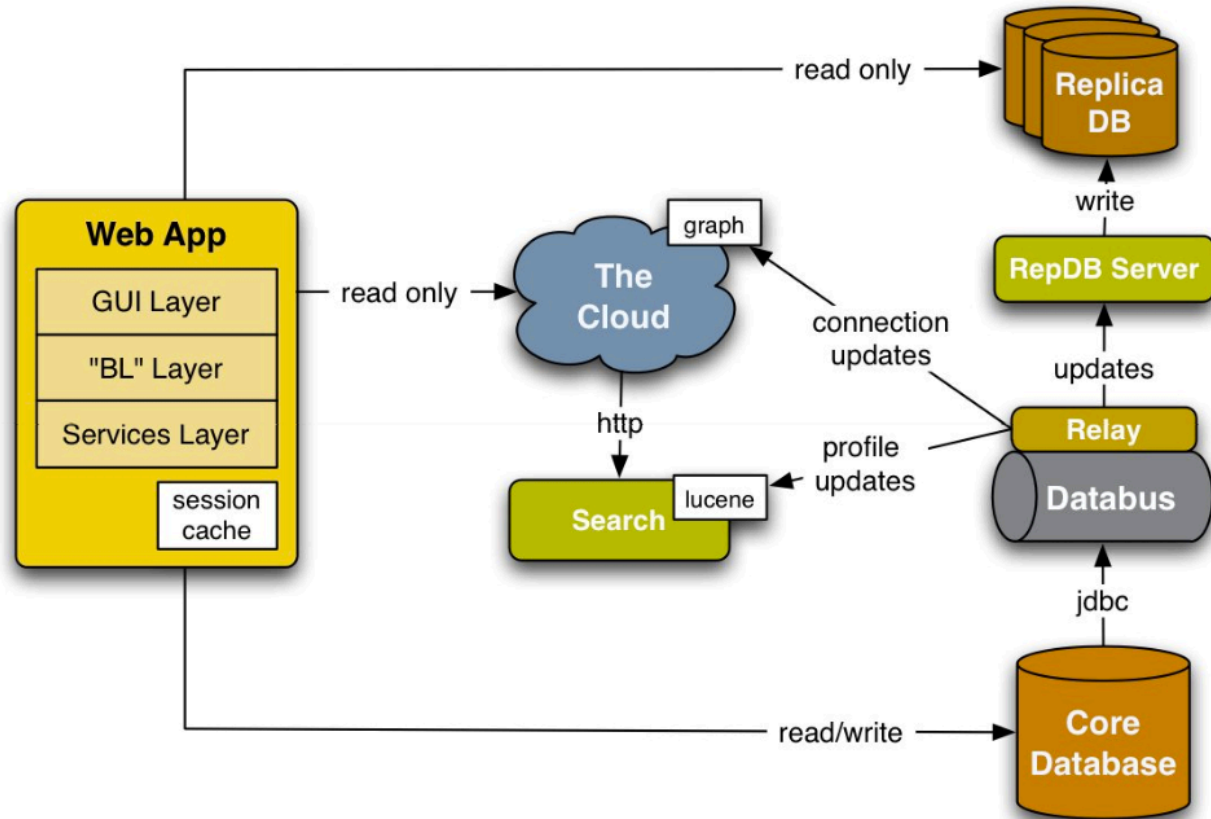 read only
Replica
DB
write
Web App
GUI Layer
"BL" Layer
Services Layer
session
cache
read only
graph
The
Cloud
RepDB Server
connection
updates
updates
http
Relay
profile
updates
Databus
Search
lucene
jdbc
read/write
Core
Database